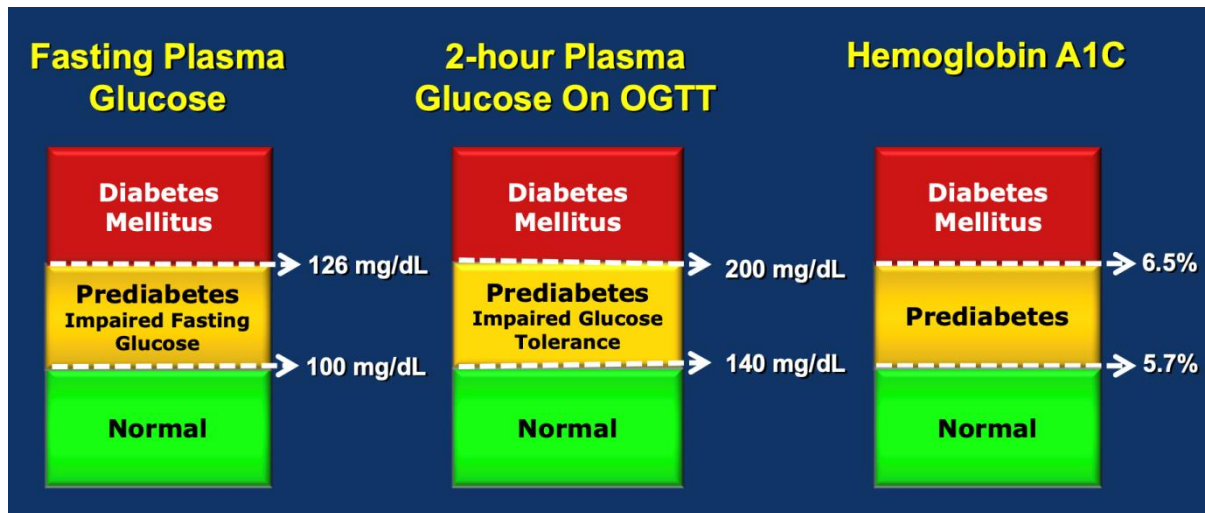 Fasting Plasma
Glucose
Diabetes
Mellitus
126 mg/dL
Prediabetes
Impaired Fasting
Glucose
100 mg/dL
Normal
2-hour Plasma
Glucose On OGTT
Diabetes
Mellitus
200 mg/dL
Prediabetes
Impaired Glucose
Tolerance
140 mg/dL
Normal
Hemoglobin A1C
Diabetes
Mellitus
6.5%
Prediabetes
5.7%
Normal